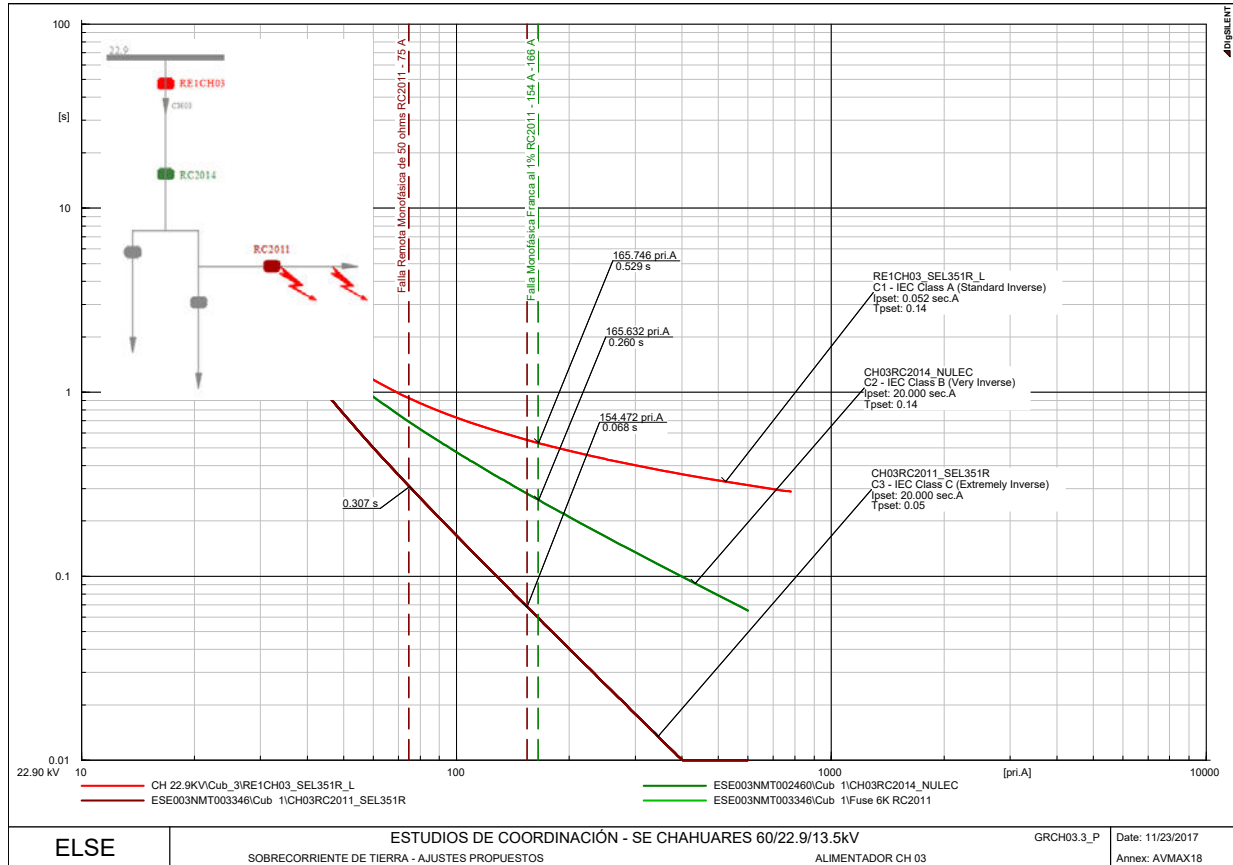 100
10
1
0.1
0.01
[s]
22.90 kV
10
100
1000
[pri.A]
10000
DIgSILENT
22.9
RE1CH03
CH03
RC2014
RC2011
Falla Remota Monofásica de 50 ohms RC2011 - 75 A
Falla Monofásica Franca al 1% RC2011 - 154 A -166 A
165.746 pri.A
0.529 s
165.632 pri.A
0.260 s
154.472 pri.A
0.068 s
0.307 s
RE1CH03_SEL351R_L
C1 - IEC Class A (Standard Inverse)
Ipset: 0.052 sec.A
Tpset: 0.14
CH03RC2014_NULEC
C2 - IEC Class B (Very Inverse)
Ipset: 20.000 sec.A
Tpset: 0.14
CH03RC2011_SEL351R
C3 - IEC Class C (Extremely Inverse)
Ipset: 20.000 sec.A
Tpset: 0.05
CH 22.9KV\Cub_3\RE1CH03_SEL351R_L
ESE003NMT002460\Cub 1\CH03RC2014_NULEC
ESE003NMT003346\Cub 1\CH03RC2011_SEL351R
ESE003NMT003346\Cub 1\Fuse 6K RC2011
ELSE
ESTUDIOS DE COORDINACIÓN - SE CHAHUARES 60/22.9/13.5kV
SOBRECORRIENTE DE TIERRA - AJUSTES PROPUESTOS
ALIMENTADOR CH 03
GRCH03.3_P
Date: 11/23/2017
Annex: AVMAX18